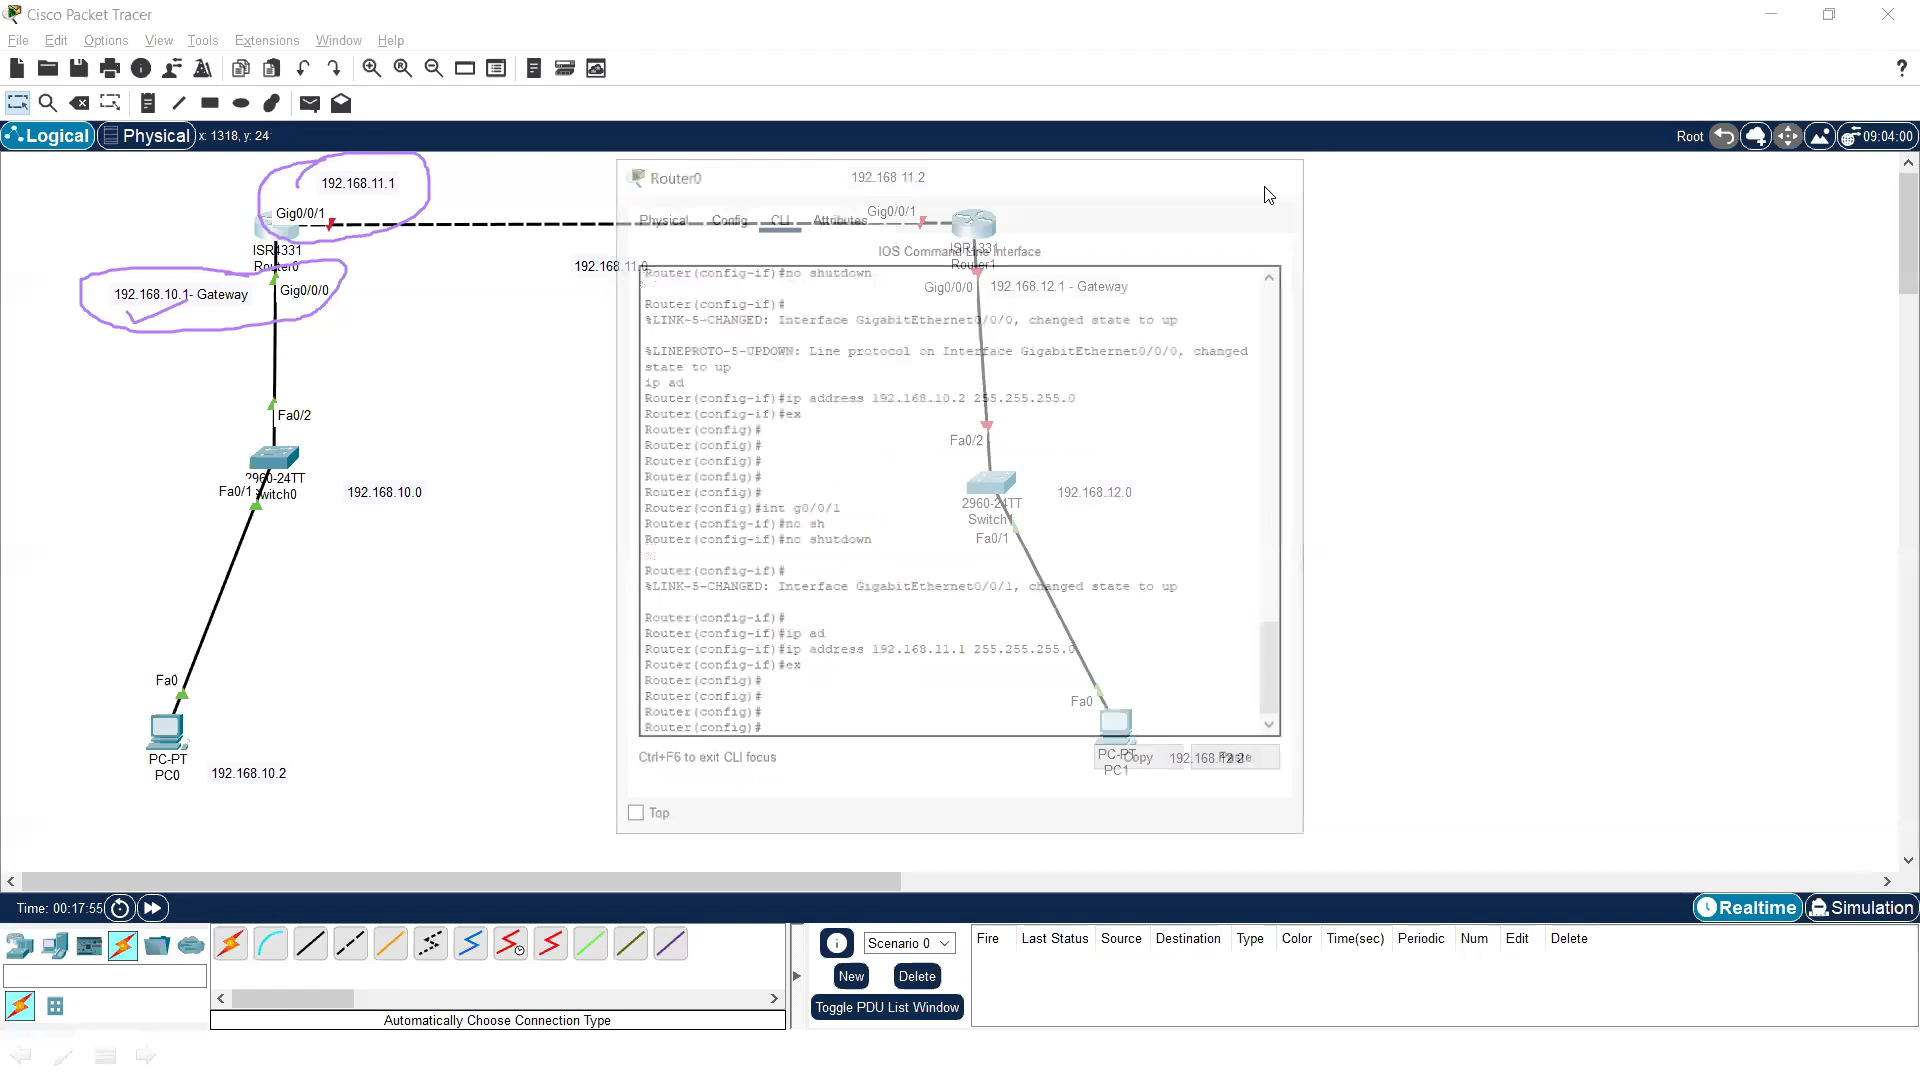 Cisco Packet Tracer
File Edit Options View Tools Extensions Window Help
Logical Physical x: 1318, y: 24 Root 09:04:00
192.168.11.1
Gig0/0/1
ISR4331
Router0
192.168.10.1- Gateway
Gig0/0/0
Fa0/2
2960-24TT
Switch0
Fa0/1
192.168.10.0
Fa0
PC-PT
PC0
192.168.10.2
192.168.11.0
Router0
192.168 11.2
Physical Config CLI Attributes
Gig0/0/1
IOS Command Line Interface
ISR4331
Router1
Gig0/0/0
192.168.12.1 - Gateway
Fa0/2
2960-24TT
Switch1
Fa0/1
192.168.12.0
Fa0
PC-PT
PC1
192.168.12.2
Router(config-if)#no shutdown
Router(config-if)#
%LINK-5-CHANGED: Interface GigabitEthernet0/0/0, changed state to up
%LINEPROTO-5-UPDOWN: Line protocol on Interface GigabitEthernet0/0/0, changed
state to up
ip ad
Router(config-if)#ip address 192.168.10.2 255.255.255.0
Router(config-if)#ex
Router(config)#
Router(config)#
Router(config)#
Router(config)#
Router(config)#
Router(config)#int g0/0/1
Router(config-if)#no sh
Router(config-if)#no shutdown
Router(config-if)#
%LINK-5-CHANGED: Interface GigabitEthernet0/0/1, changed state to up
Router(config-if)#
Router(config-if)#ip ad
Router(config-if)#ip address 192.168.11.1 255.255.255.0
Router(config-if)#ex
Router(config)#
Router(config)#
Router(config)#
Router(config)#
Ctrl+F6 to exit CLI focus
Copy Paste
Top
Time: 00:17:55
Realtime Simulation
Scenario 0
New Delete
Toggle PDU List Window
Fire Last Status Source Destination Type Color Time(sec) Periodic Num Edit Delete
Automatically Choose Connection Type